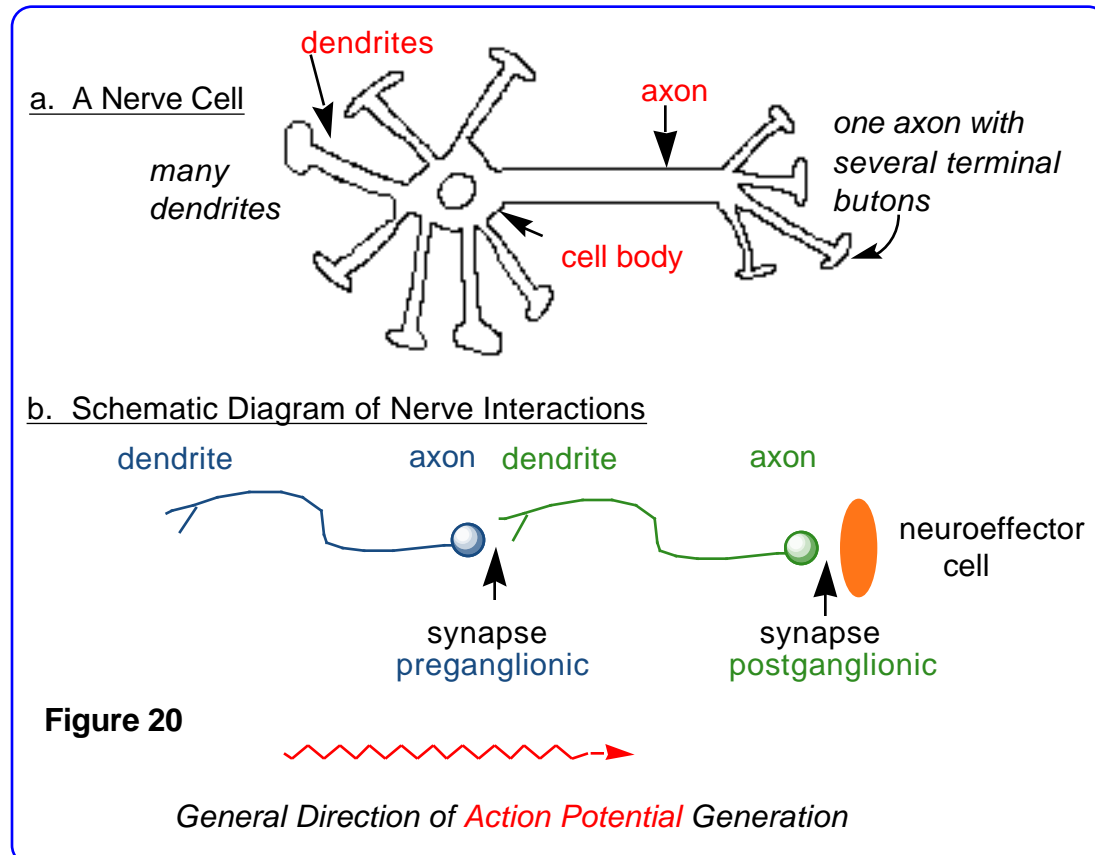 dendrites
a. A Nerve Cell
axon
many
dendrites
one axon with
several terminal
butons
cell body
b. Schematic Diagram of Nerve Interactions
dendrite axon dendrite axon
neuroeffector
cell
synapse synapse
preganglionic postganglionic
Figure 20
General Direction of Action Potential Generation